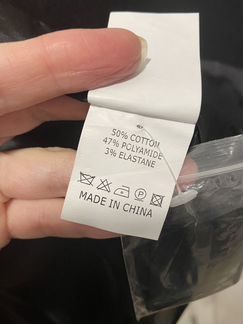 50% COTTON
47% POLYAMIDE
3% ELASTANE
MADE IN CHINA